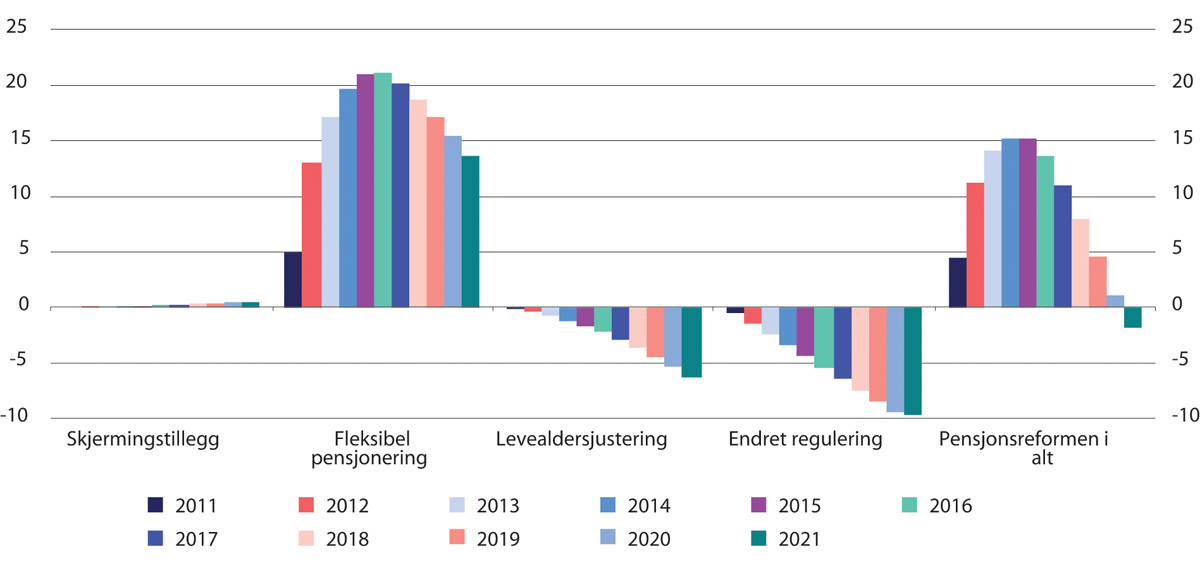 25 25
20 20
15 15
10 10
5 5
0 0
-5 -5
-10 -10
Skjermingstillegg Fleksibel Levealdersjustering Endret regulering Pensjonsreformen i
pensjonering alt
2011 2012 2013 2014 2015 2016
2017 2018 2019 2020 2021